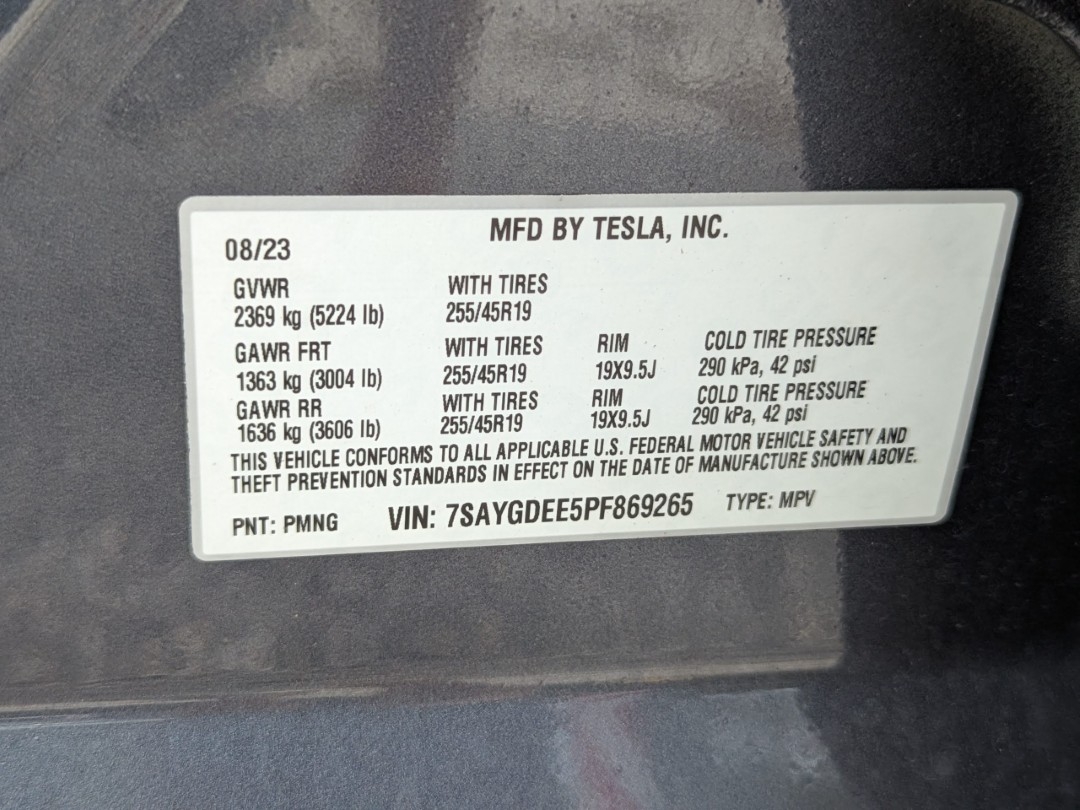 MFD BY TESLA, INC.
08/23
GVWR WITH TIRES
2369 kg (5224 lb) 255/45R19
GAWR FRT WITH TIRES RIM COLD TIRE PRESSURE
1363 kg (3004 lb) 255/45R19 19X9.5J 290 kPa, 42 psi
GAWR RR WITH TIRES RIM COLD TIRE PRESSURE
1636 kg (3606 lb) 255/45R19 19X9.5J 290 kPa, 42 psi
THIS VEHICLE CONFORMS TO ALL APPLICABLE U.S. FEDERAL MOTOR VEHICLE SAFETY AND
THEFT PREVENTION STANDARDS IN EFFECT ON THE DATE OF MANUFACTURE SHOWN ABOVE.
PNT: PMNG VIN: 7SAYGDEE5PF869265 TYPE: MPV